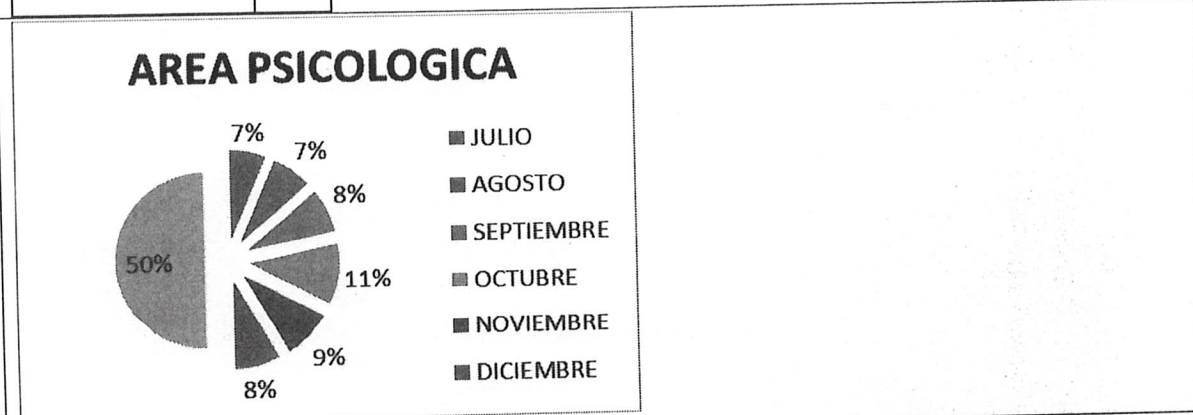 AREA PSICOLOGICA
7%
7%
8%
11%
9%
8%
50%
JULIO
AGOSTO
SEPTIEMBRE
OCTUBRE
NOVIEMBRE
DICIEMBRE